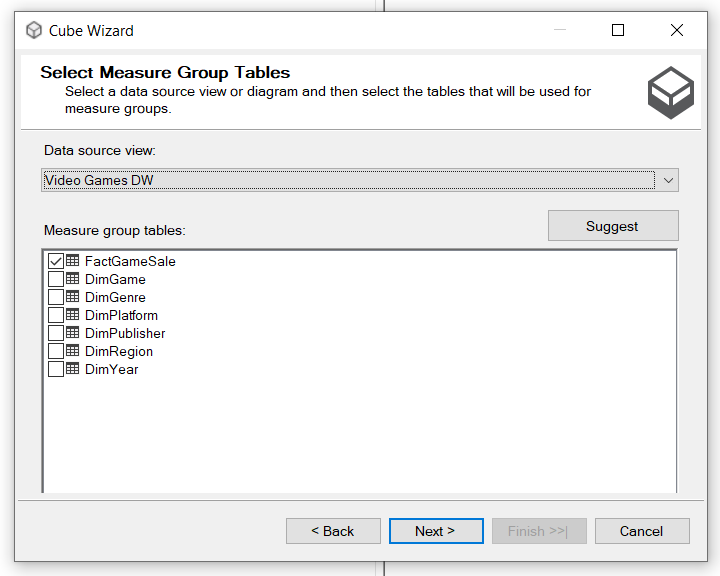 Cube Wizard
Select Measure Group Tables
Select a data source view or diagram and then select the tables that will be used for
measure groups.
Data source view:
Video Games DW
Suggest
Measure group tables:
FactGameSale
DimGame
DimGenre
DimPlatform
DimPublisher
DimRegion
DimYear
< Back
Next >
Finish >>|
Cancel